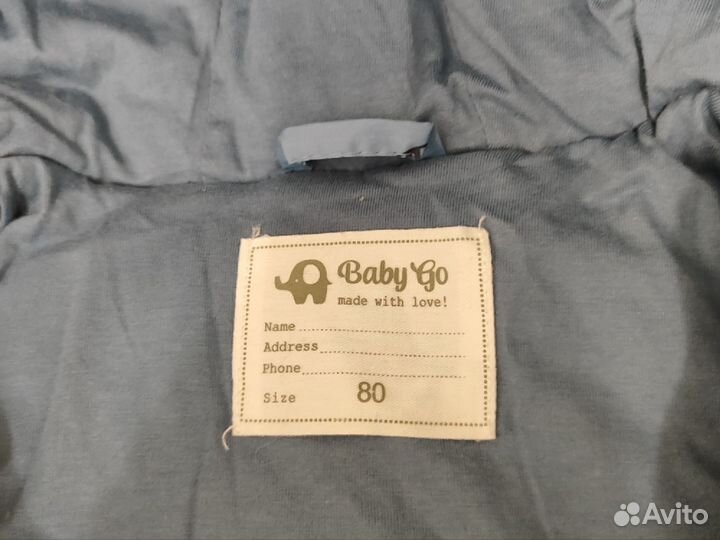 Baby Go
made with love!
Name
Address
Phone
Size 80
Avito